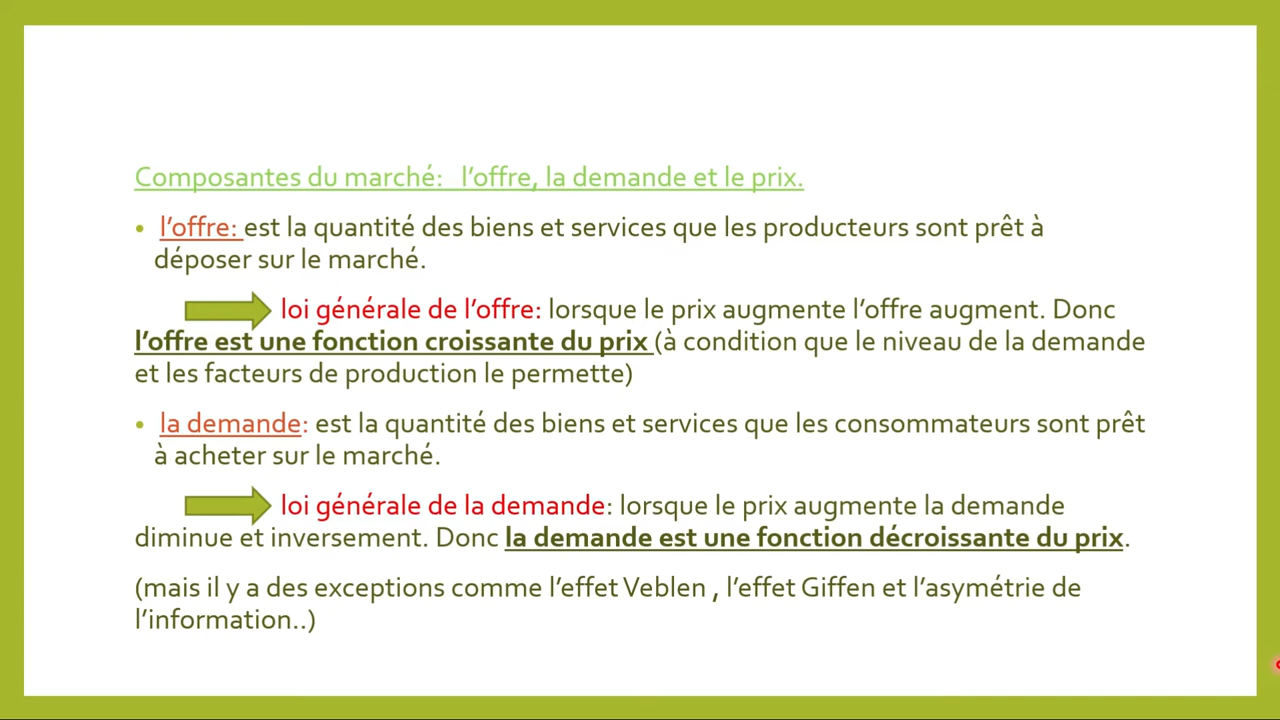 Composantes du marché: l'offre, la demande et le prix.
• l'offre: est la quantité des biens et services que les producteurs sont prêt à
déposer sur le marché.
loi générale de l'offre: lorsque le prix augmente l'offre augment. Donc
l'offre est une fonction croissante du prix (à condition que le niveau de la demande
et les facteurs de production le permette)
• la demande: est la quantité des biens et services que les consommateurs sont prêt
à acheter sur le marché.
loi générale de la demande: lorsque le prix augmente la demande
diminue et inversement. Donc la demande est une fonction décroissante du prix.
(mais il y a des exceptions comme l'effet Veblen , l'effet Giffen et l'asymétrie de
l'information..)